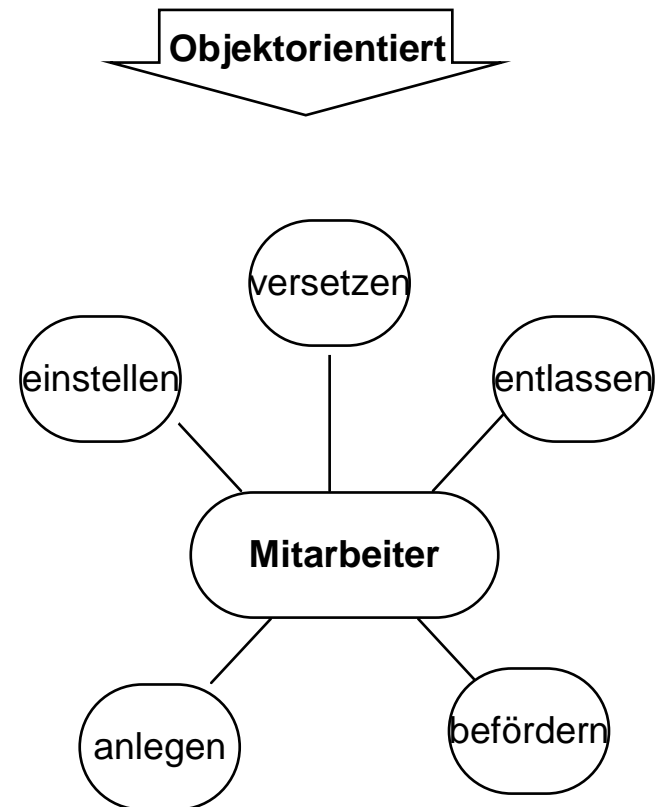 Objektorientiert
versetzen
einstellen
entlassen
Mitarbeiter
anlegen
befördern